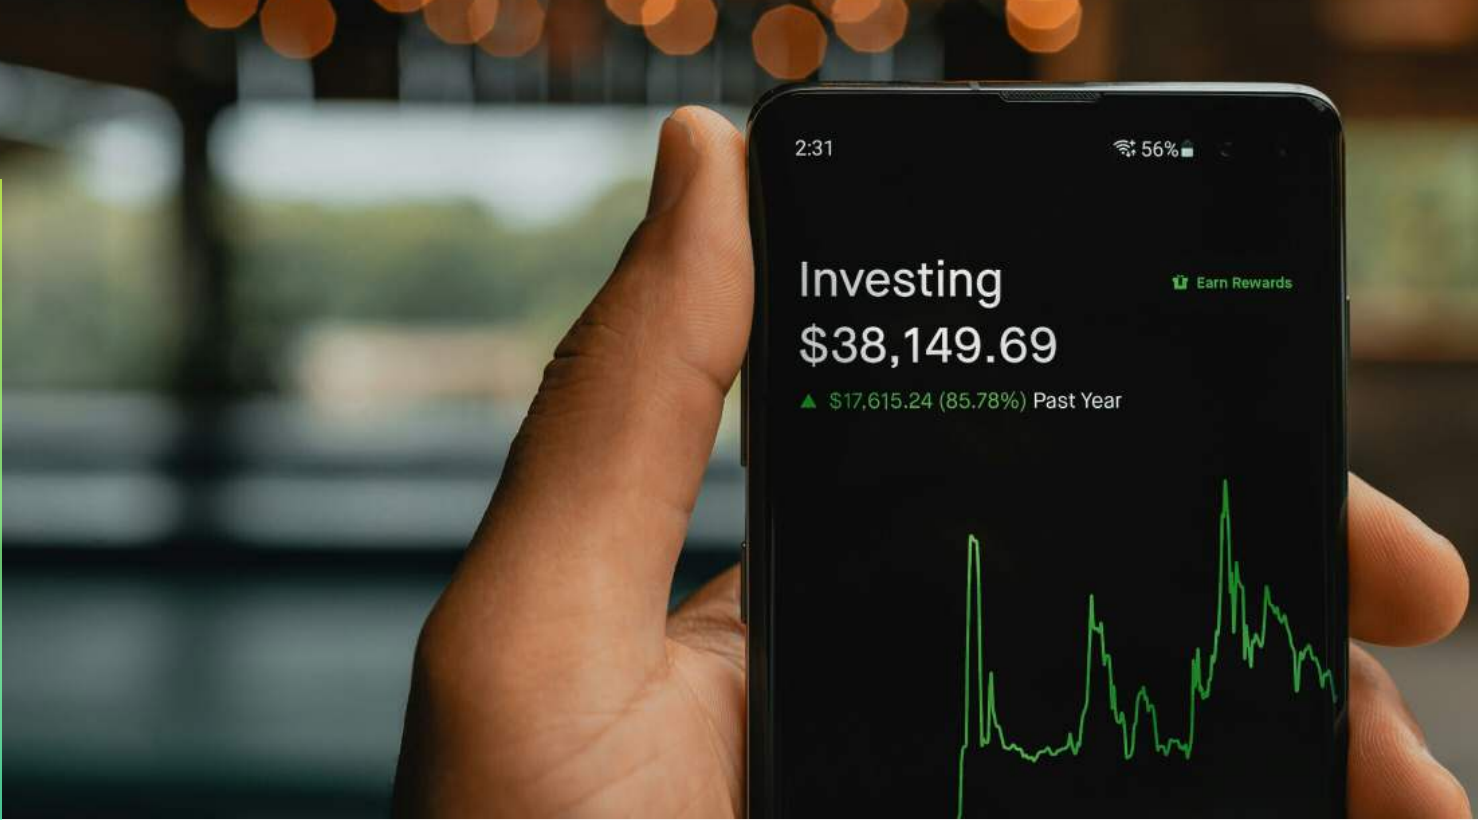 2:31 56%
Investing
Earn Rewards
$38,149.69
▲ $17,615.24 (85.78%) Past Year